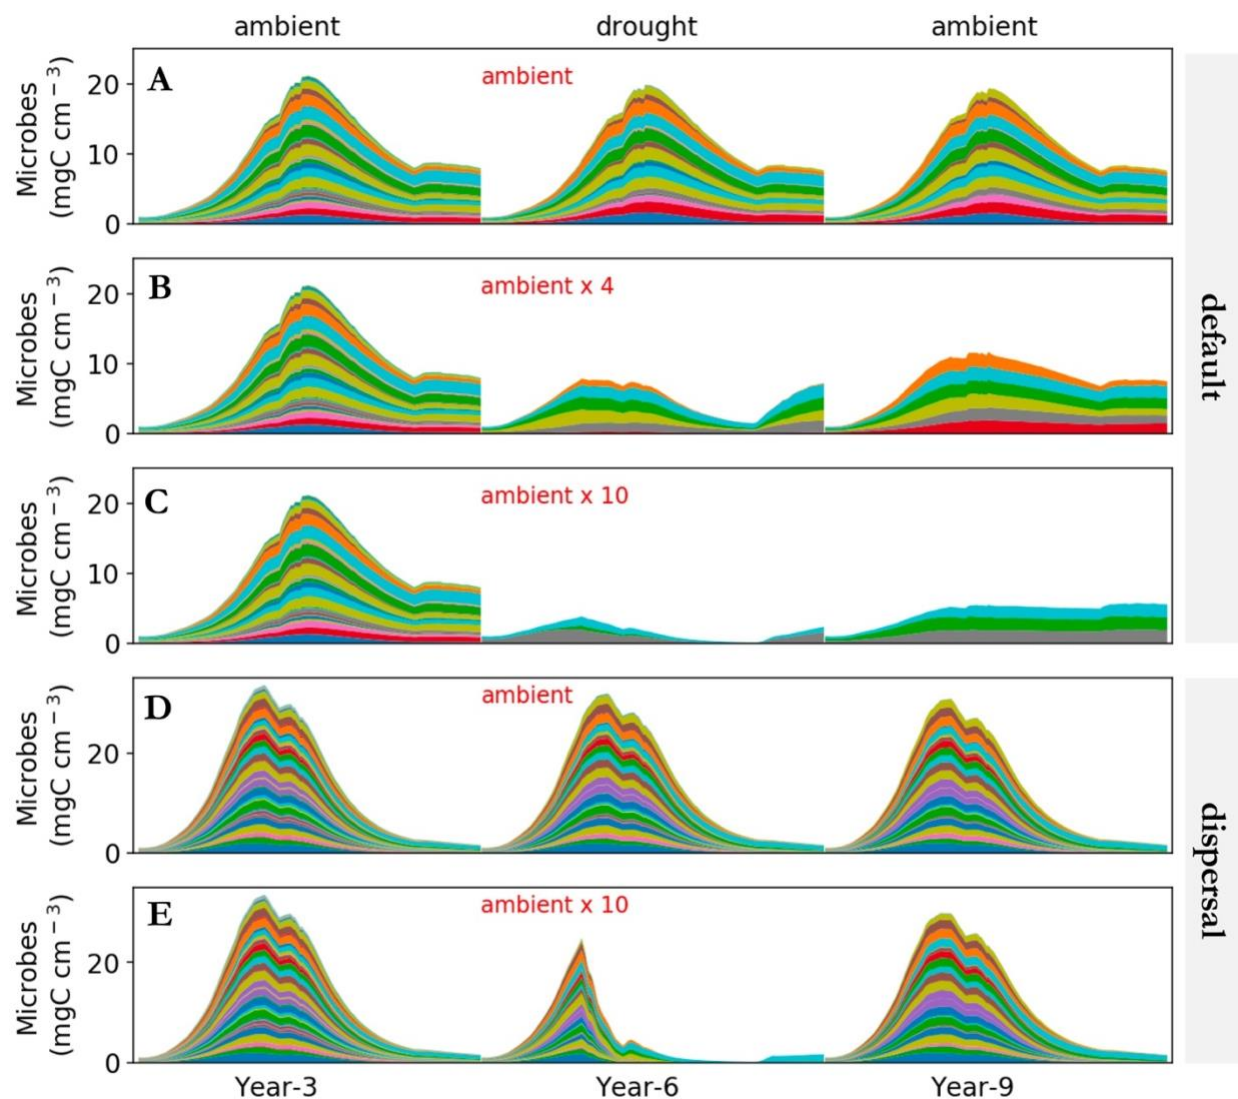 ambient drought ambient
A ambient
Microbes
(mgC cm⁻³)
20
10
0
B ambient x 4
Microbes
(mgC cm⁻³)
20
10
0
C ambient x 10
Microbes
(mgC cm⁻³)
20
10
0
default
D ambient
Microbes
(mgC cm⁻³)
20
0
E ambient x 10
Microbes
(mgC cm⁻³)
20
0
dispersal
Year-3 Year-6 Year-9